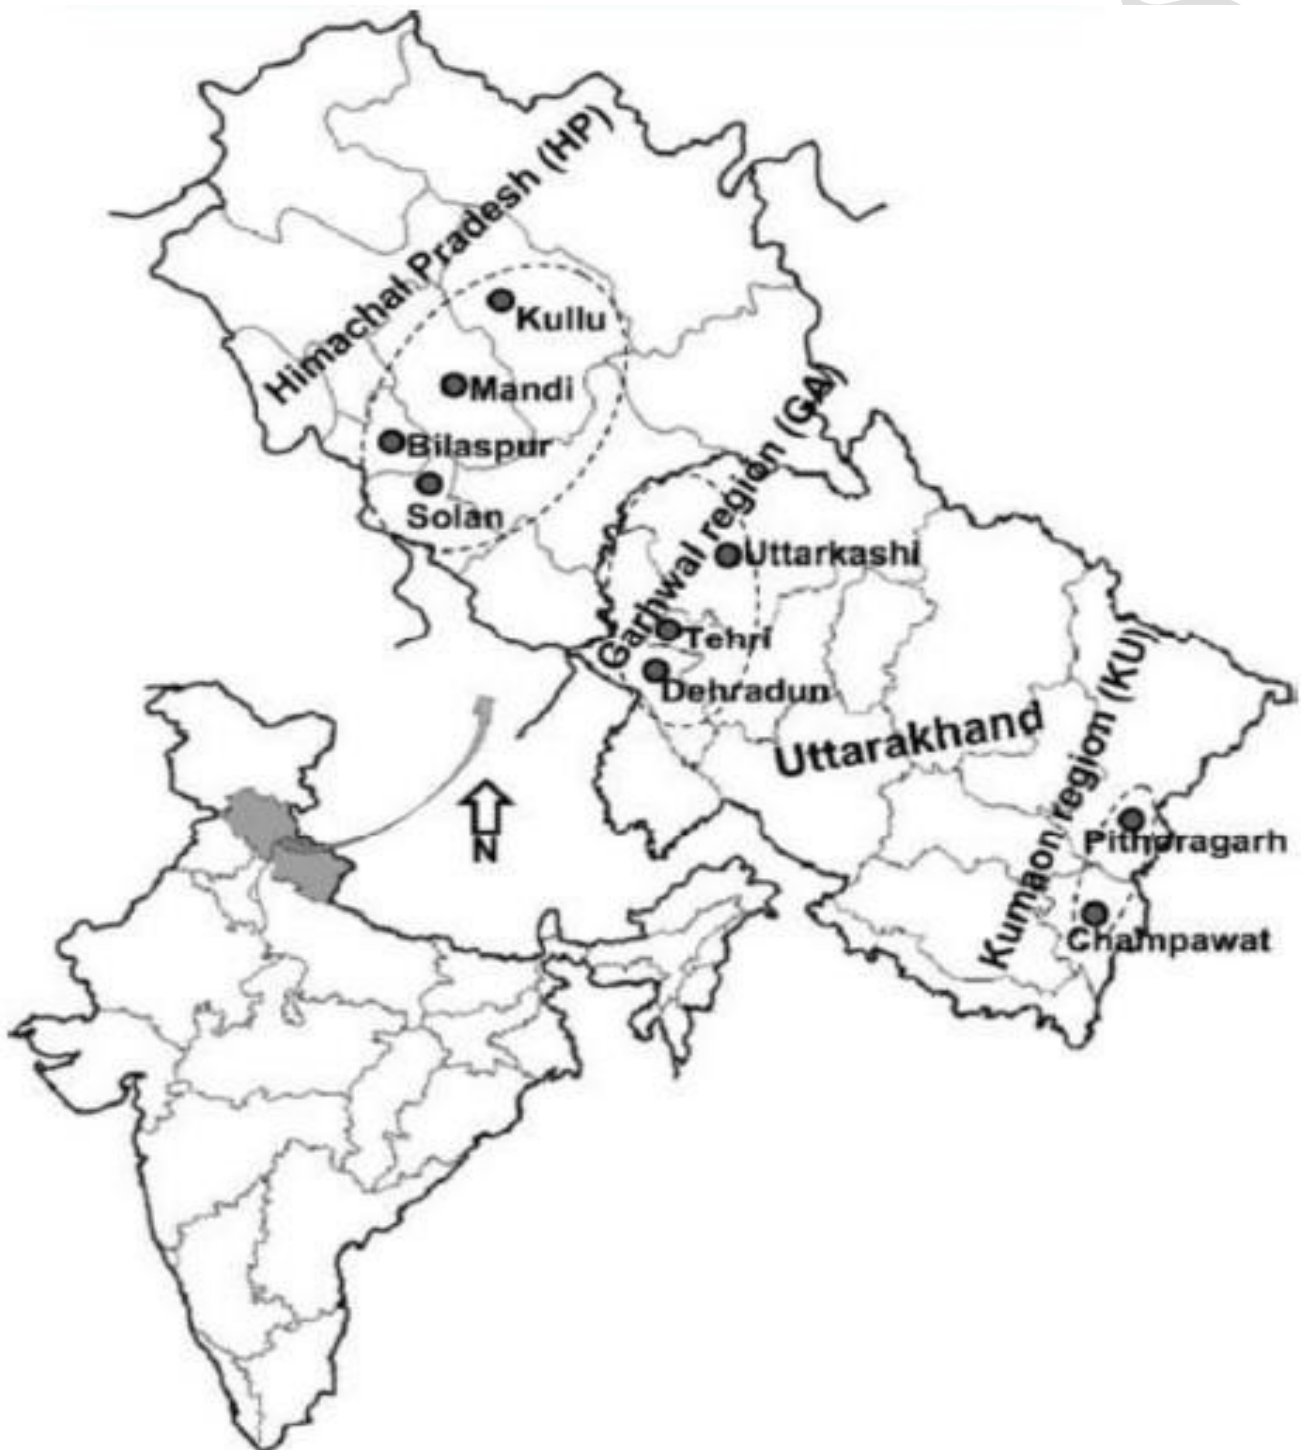 Himachal Pradesh (HP)
Kullu
Mandi
Bilaspur
Solan
Garhwal region (GA)
Uttarkashi
Tehri
Dehradun
Uttarakhand
Kumaon region (KU)
Pithoragarh
Champawat
N